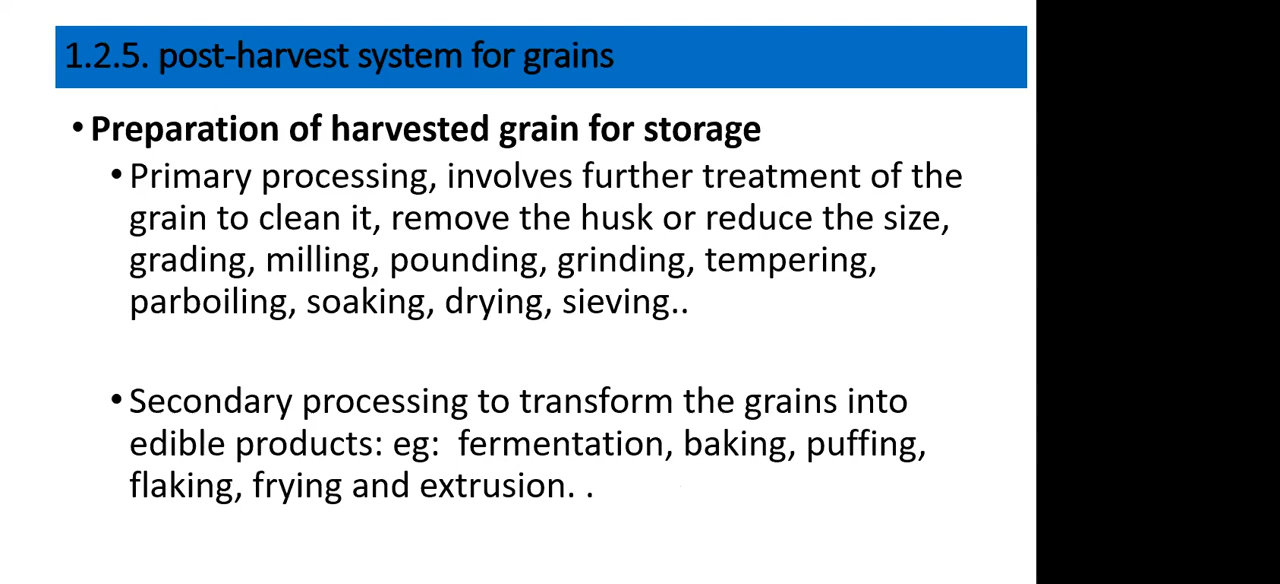 1.2.5. post-harvest system for grains
• Preparation of harvested grain for storage
• Primary processing, involves further treatment of the
grain to clean it, remove the husk or reduce the size,
grading, milling, pounding, grinding, tempering,
parboiling, soaking, drying, sieving..
• Secondary processing to transform the grains into
edible products: eg:  fermentation, baking, puffing,
flaking, frying and extrusion. .